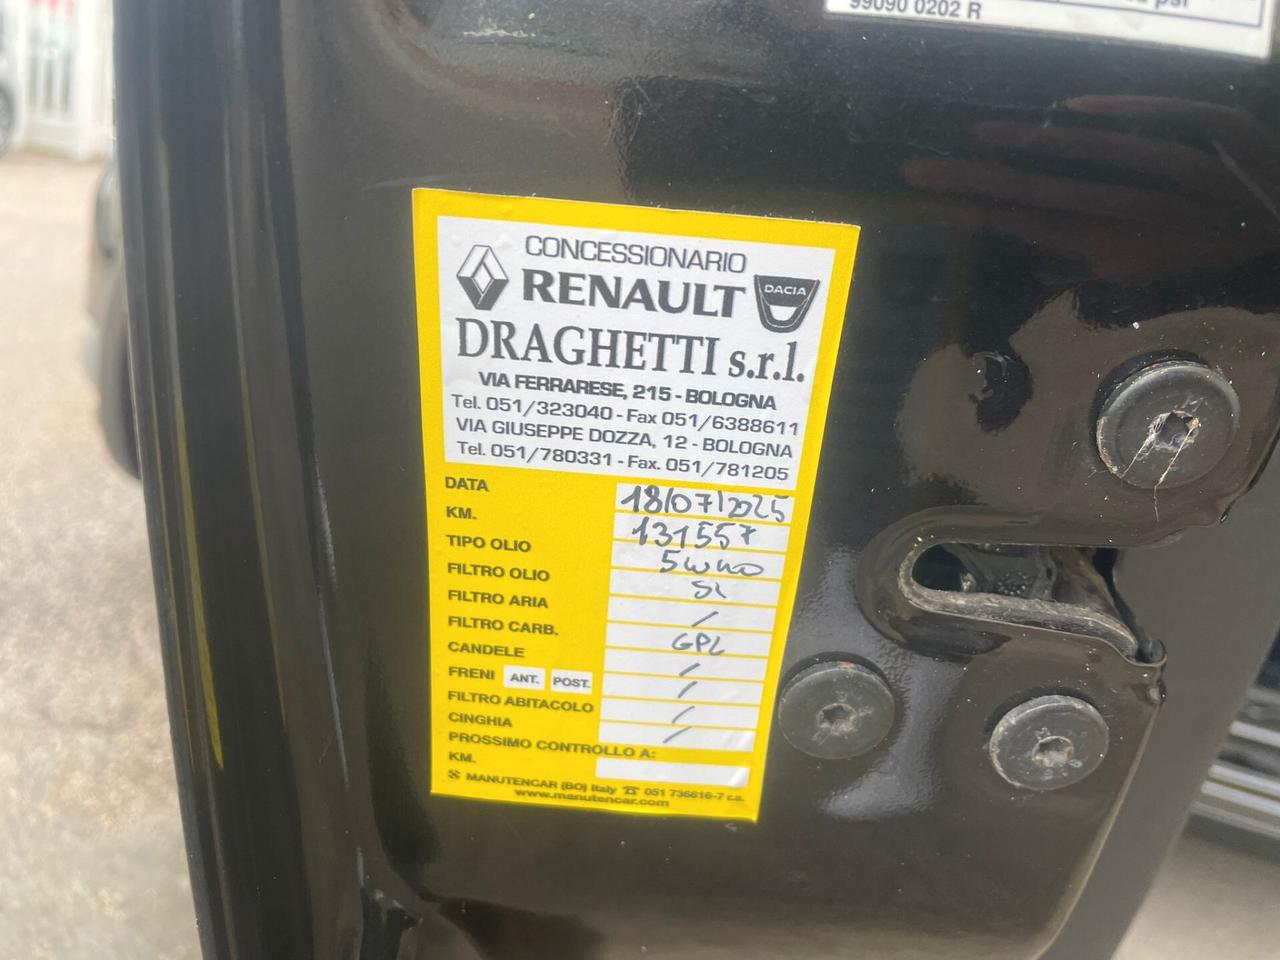 99090 0202 R
CONCESSIONARIO
RENAULT
DACIA
DRAGHETTI s.r.l.
VIA FERRARESE, 215 - BOLOGNA
Tel. 051/323040 - Fax 051/6388611
VIA GIUSEPPE DOZZA, 12 - BOLOGNA
Tel. 051/780331 - Fax. 051/781205
DATA 18/07/2025
KM. 131557
TIPO OLIO 5W40
FILTRO OLIO SI
FILTRO ARIA /
FILTRO CARB. GPL
CANDELE /
FRENI ANT. POST. /
FILTRO ABITACOLO /
CINGHIA /
PROSSIMO CONTROLLO A:
KM.
MANUTENCAR (BO) Italy ☎ 051 736616-7 r.a.
www.manutencar.com